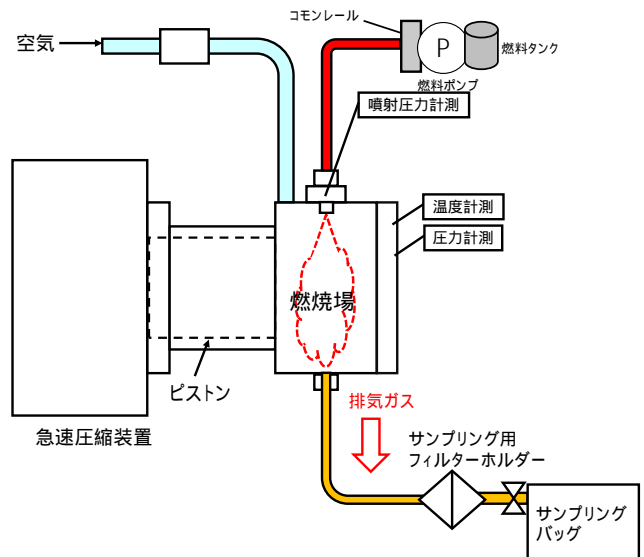 コモンレール
空気
P
燃料タンク
燃料ポンプ
噴射圧力計測
温度計測
圧力計測
燃焼場
ピストン
急速圧縮装置
排気ガス
サンプリング用
フィルターホルダー
サンプリング
バッグ